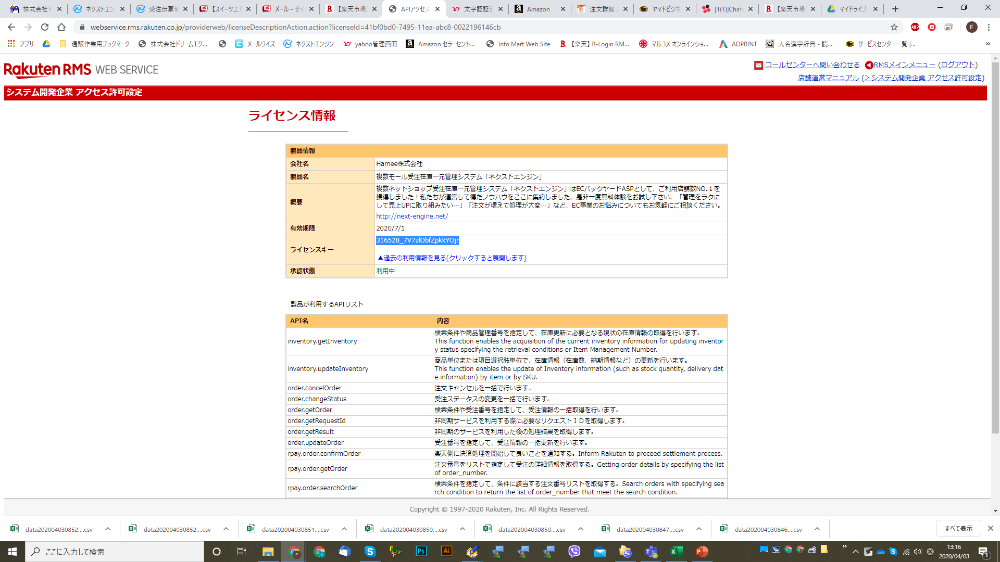 株式会社ド
ネクストエン
受注伝票管
【スイーツ工
メール - サイ
【楽天市場
APIアクセス
文字認証を
Amazon
注文詳細
ヤマトビジネ
[1(1)]Chatw
【楽天市場
マイドライブ
webservice.rms.rakuten.co.jp/providerweb/licenseDescriptionAction.action?licenseId=41bf0bd0-7495-11ea-abc8-0022196146cb
アプリ
通販作業用ブックマーク
株式会社ドリームエク...
メールワイズ
ネクストエンジン
yahoo管理画面
Amazon セラーセント...
Info Mart Web Site
【楽天】R-Login RM...
マルコメ オンラインショ...
ADPRINT
人名漢字辞典 - 読...
サービスセンター一覧 |...
Rakuten RMS WEB SERVICE
コールセンターへ問い合わせる
RMSメインメニュー (ログアウト)
店舗運営マニュアル (＞システム開発企業 アクセス許可設定)
システム開発企業 アクセス許可設定
ライセンス情報
製品情報
会社名
Hamee株式会社
製品名
複数モール受注在庫一元管理システム「ネクストエンジン」
概要
複数ネットショップ受注在庫一元管理システム「ネクストエンジン」はECバックヤードASPとして、ご利用店舗数NO.１を
獲得しました！私たちが運営して得たノウハウをここに集約しました。是非一度無料体験をお試し下さい。「管理をラクに
して売上UPに取り組みたい…」「注文が増えて処理が大変…」など、EC事業のお悩みについてもお気軽にご相談ください。
http://next-engine.net/
有効期限
2020/7/1
ライセンスキー
316528_7V7zlObfZpkkYOjr
▲過去の利用情報を見る(クリックすると展開します)
承認状態
利用中
製品が利用するAPIリスト
API名
内容
inventory.getInventory
検索条件や商品管理番号を指定して、在庫更新に必要となる現状の在庫情報の取得を行います。
This function enables the acquisition of the current inventory information for updating inventor
y status specifying the retrieval conditions or Item Management Number.
inventory.updateInventory
商品単位または項目選択肢単位で、在庫情報（在庫数、納期情報など）の更新を行います。
This function enables the update of Inventory information (such as stock quantity, delivery dat
e information) by item or by SKU.
order.cancelOrder
注文キャンセルを一括で行います。
order.changeStatus
受注ステータスの変更を一括で行います。
order.getOrder
検索条件や受注番号を指定して、受注情報の一括取得を行います。
order.getRequestId
非同期サービスを利用する際に必要なリクエストＩＤを取得します。
order.getResult
非同期のサービスを利用した後の処理結果を取得します。
order.updateOrder
受注番号を指定して、受注情報の一括更新を行います。
rpay.order.confirmOrder
楽天側に決済処理を開始して良いことを通知する。Inform Rakuten to proceed settlement process.
rpay.order.getOrder
注文番号をリストで指定して受注の詳細情報を取得する。Getting order details by specifying the list
of order_number.
rpay.order.searchOrder
検索条件を指定して、条件に該当する注文番号リストを取得する。Search orders with specifying sea
rch condition to return the list of order_number that meet the search condition.
Copyright © 1997-2020 Rakuten, Inc. All Rights Reserved.
data202004030852....csv
data202004030852....csv
data202004030851....csv
data202004030850....csv
data202004030850....csv
data202004030847....csv
data202004030846....csv
すべて表示
ここに入力して検索
13:16
2020/04/03